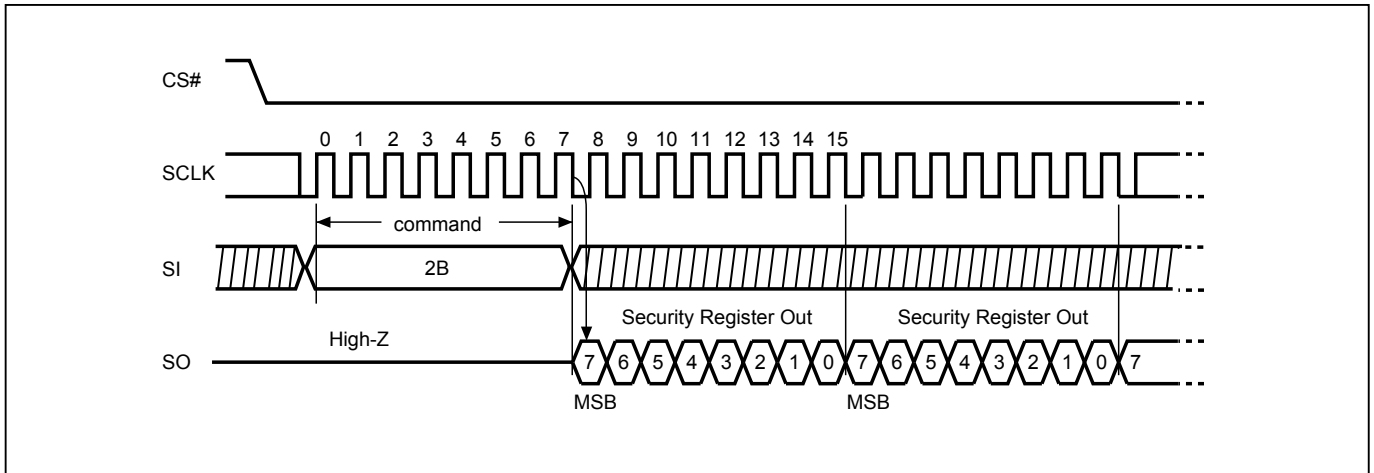 CS#
0 1 2 3 4 5 6 7 8 9 10 11 12 13 14 15
SCLK
command
SI
2B
Security Register Out Security Register Out
High-Z
SO
7 6 5 4 3 2 1 0 7 6 5 4 3 2 1 0 7
MSB MSB